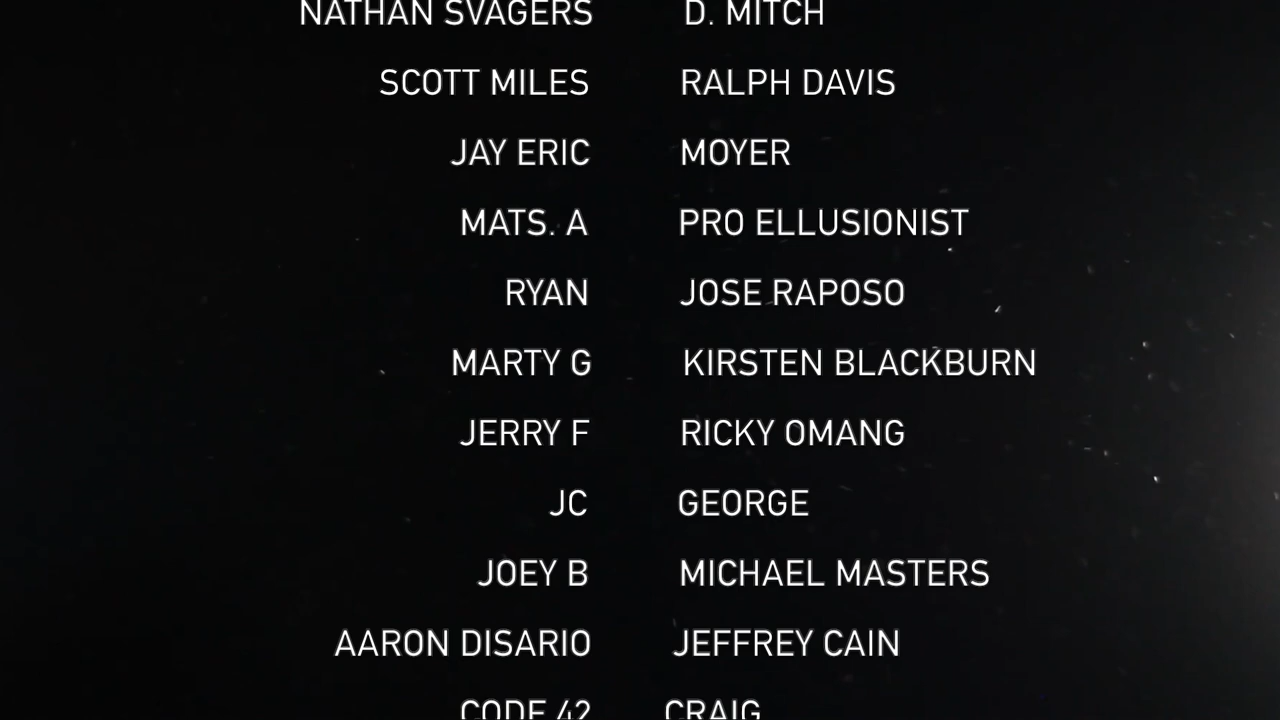 NATHAN SVAGERS D. MITCH
SCOTT MILES RALPH DAVIS
JAY ERIC MOYER
MATS. A PRO ELLUSIONIST
RYAN JOSE RAPOSO
MARTY G KIRSTEN BLACKBURN
JERRY F RICKY OMANG
JC GEORGE
JOEY B MICHAEL MASTERS
AARON DISARIO JEFFREY CAIN
CODE 42 CRAIG